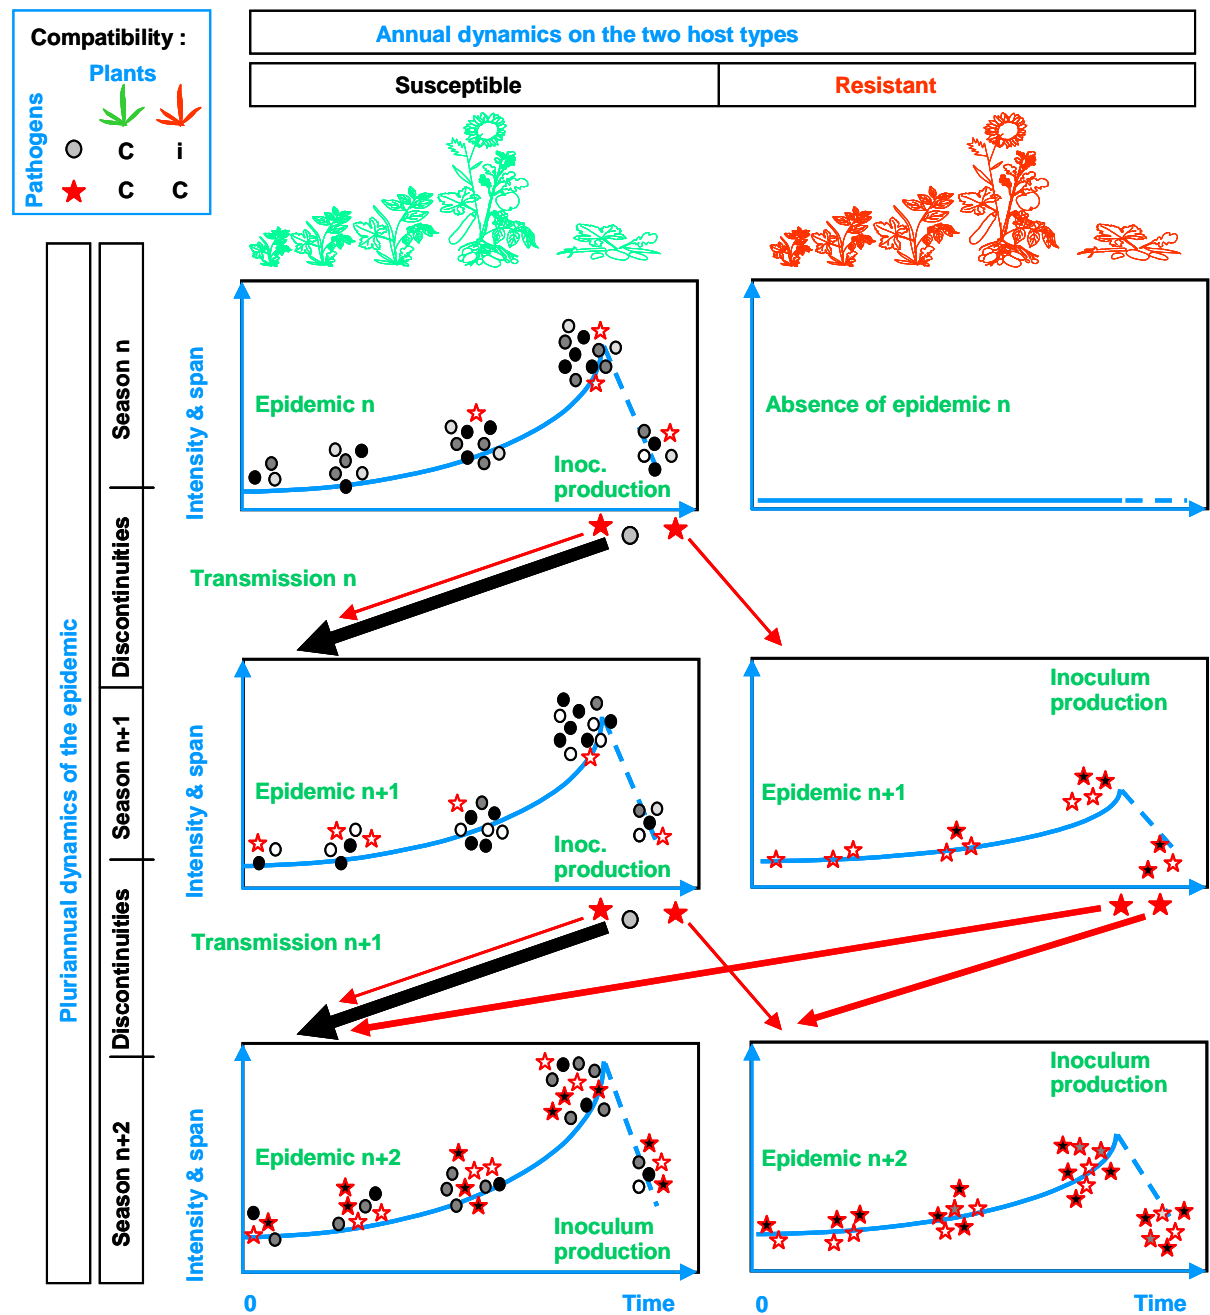 Compatibility :
Plants
Pathogens
C i
C C
Annual dynamics on the two host types
Susceptible
Resistant
Pluriannual dynamics of the epidemic
Season n
Discontinuities
Season n+1
Discontinuities
Season n+2
Intensity & span
Epidemic n
Inoc.
production
Absence of epidemic n
Transmission n
Intensity & span
Epidemic n+1
Inoc.
production
Inoculum
production
Epidemic n+1
Transmission n+1
Intensity & span
Epidemic n+2
Inoculum
production
Inoculum
production
Epidemic n+2
0
Time
0
Time